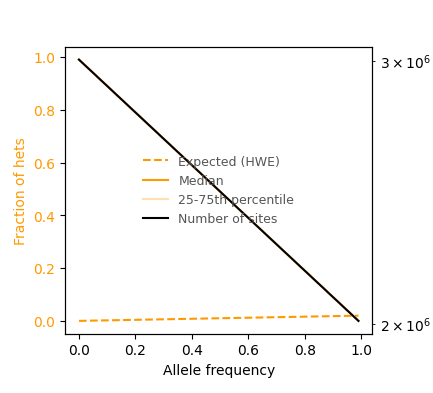 1.0
0.8
0.6
0.4
0.2
0.0
Fraction of hets
3 × 10⁶
2 × 10⁶
Expected (HWE)
Median
25-75th percentile
Number of sites
0.0 0.2 0.4 0.6 0.8 1.0
Allele frequency